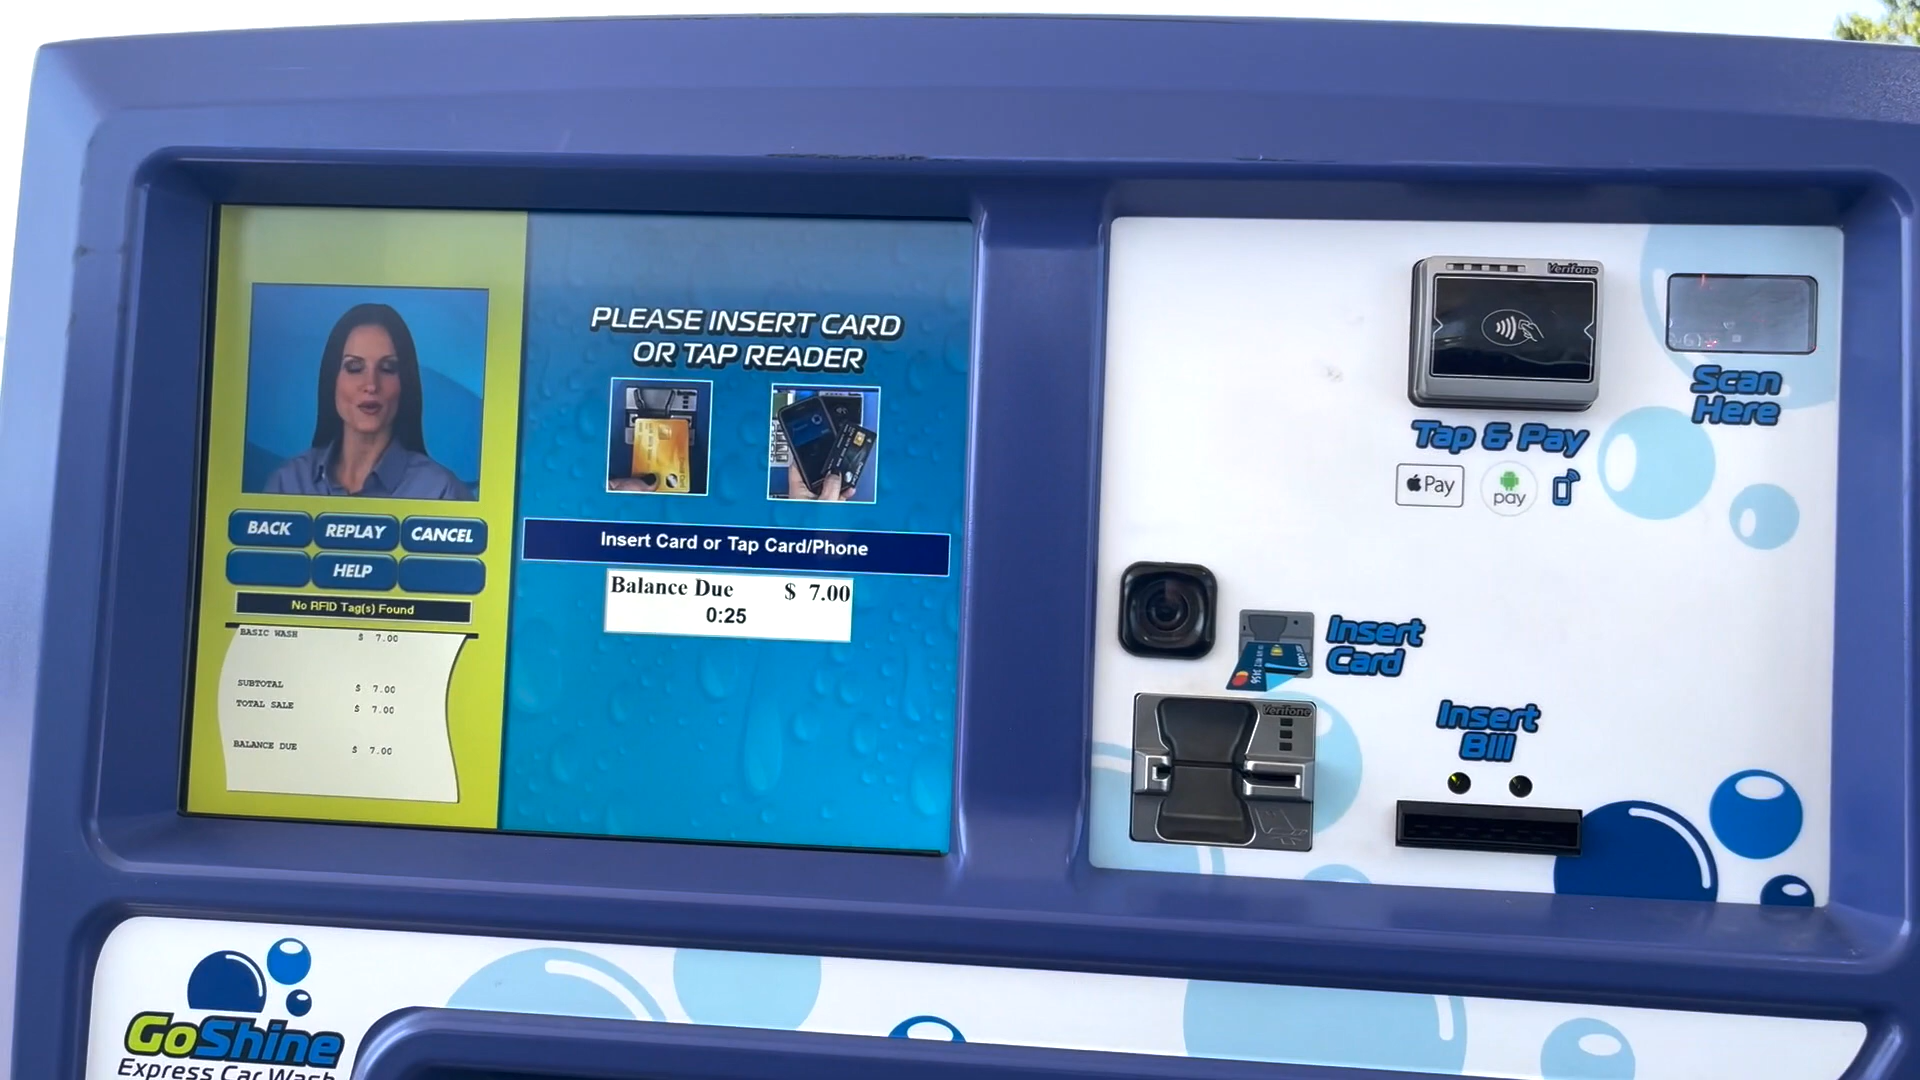 PLEASE INSERT CARD
OR TAP READER
BACK
REPLAY
CANCEL
HELP
No RFID Tag(s) Found
BASIC WASH $ 7.00
SUBTOTAL $ 7.00
TOTAL SALE $ 7.00
BALANCE DUE $ 7.00
Insert Card or Tap Card/Phone
Balance Due $ 7.00
0:25
Verifone
Scan
Here
Tap & Pay
Pay
pay
Insert
Card
Verifone
Insert
Bill
GoShine
Express Car Wash